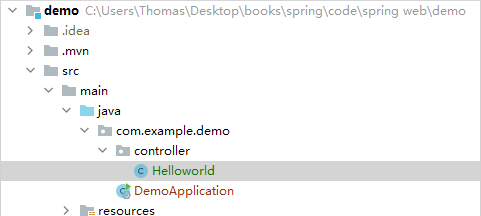 demo C:\Users\Thomas\Desktop\books\spring\code\spring web\demo
.idea
.mvn
src
main
java
com.example.demo
controller
Helloworld
DemoApplication
resources